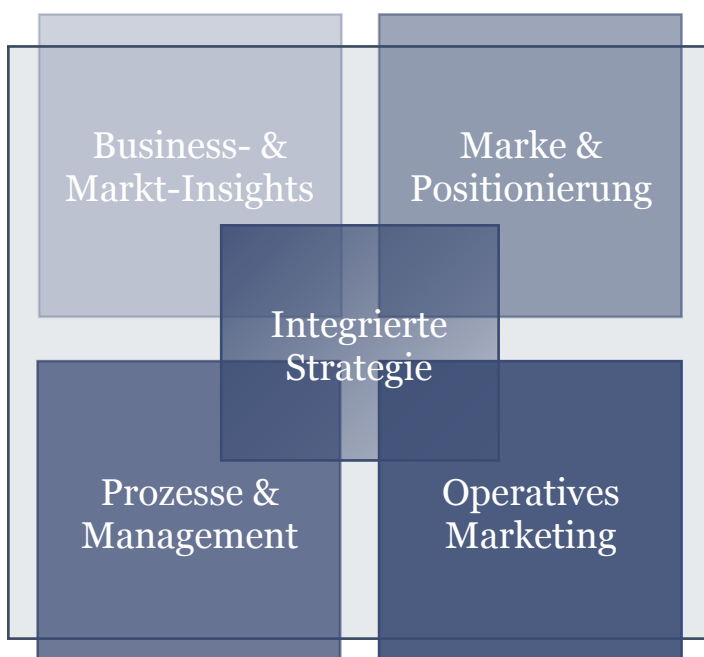 Business- &
Markt-Insights
Marke &
Positionierung
Integrierte
Strategie
Prozesse &
Management
Operatives
Marketing